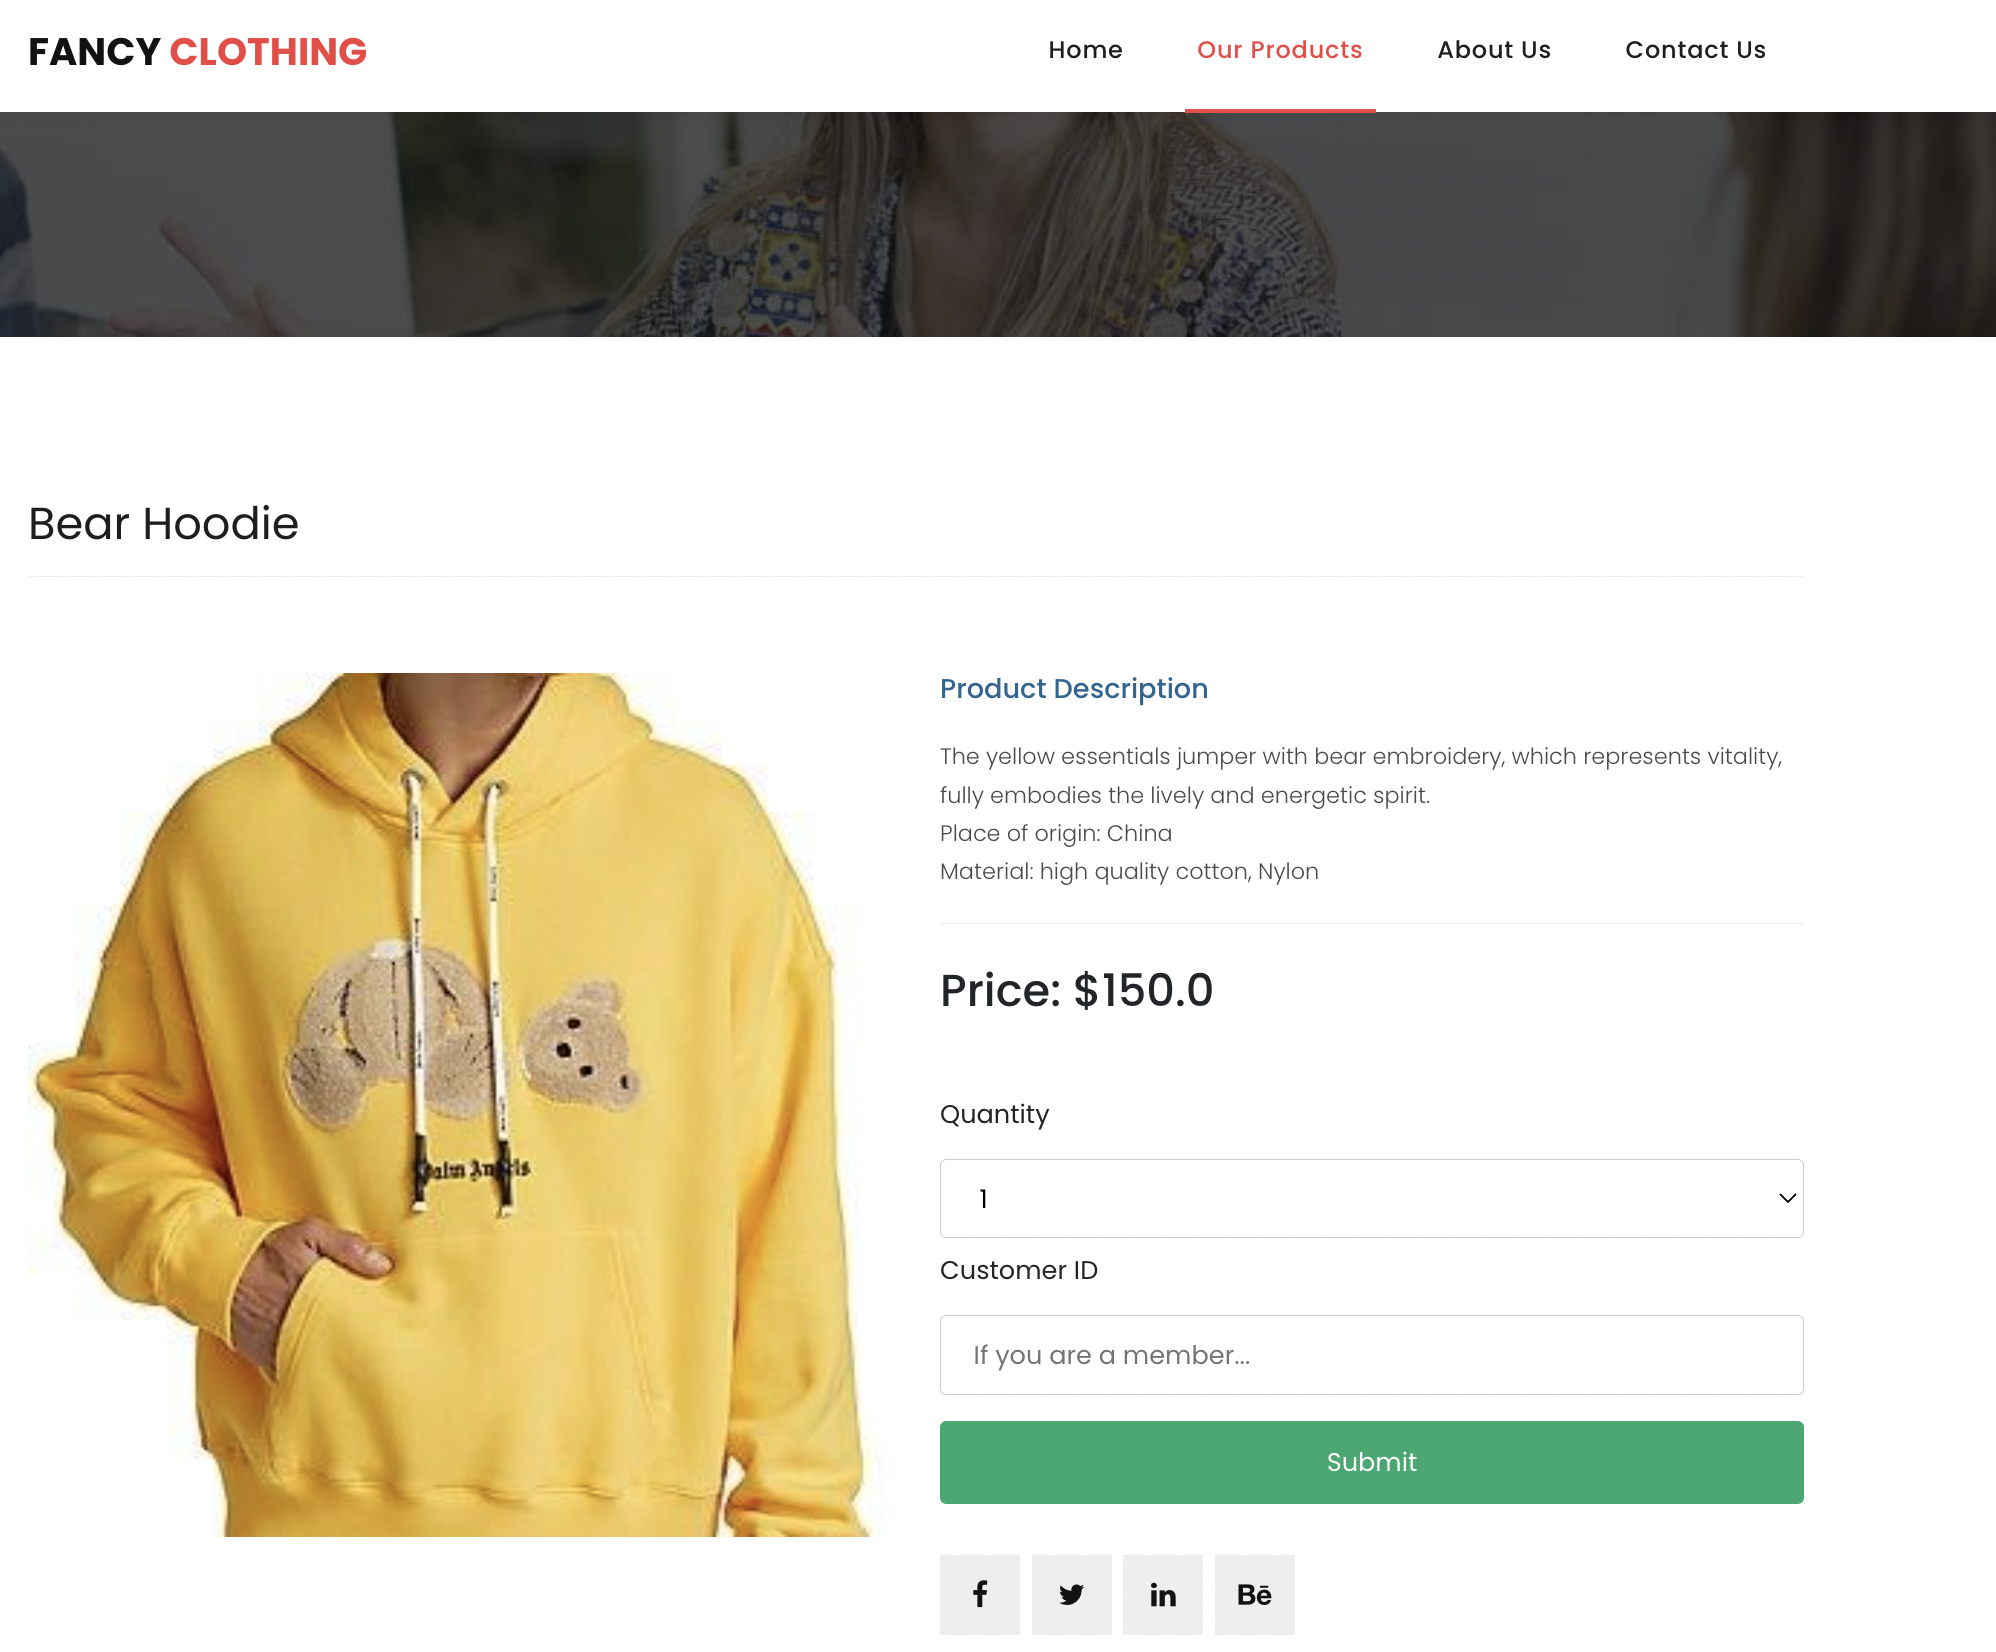 FANCY CLOTHING
Home
Our Products
About Us
Contact Us
Bear Hoodie
Product Description
The yellow essentials jumper with bear embroidery, which represents vitality,
fully embodies the lively and energetic spirit.
Place of origin: China
Material: high quality cotton, Nylon
Price: $150.0
Quantity
1
Customer ID
If you are a member...
Submit
f
in
Bē